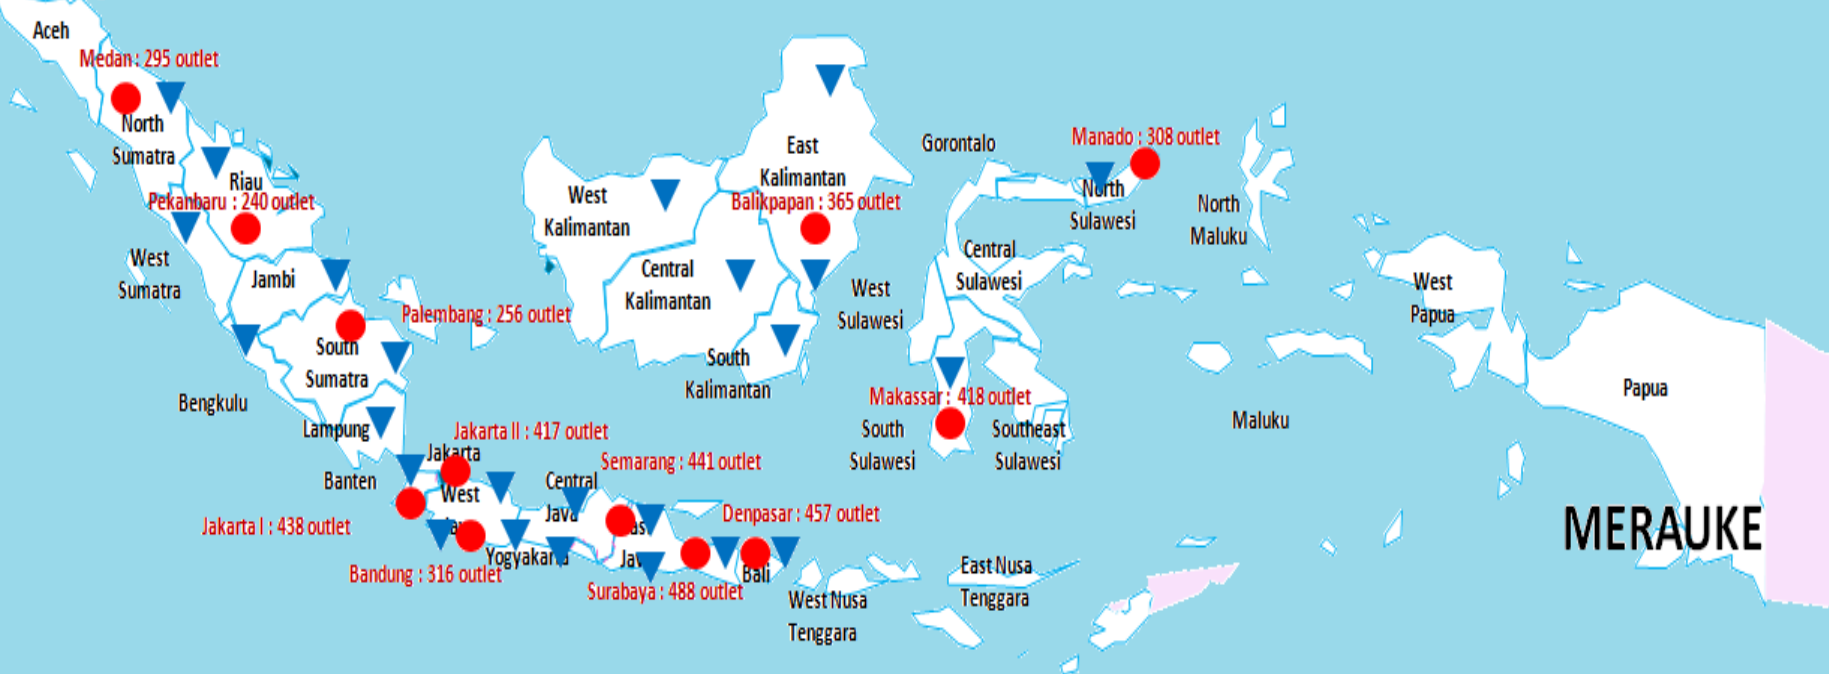 Aceh
Medan : 295 outlet
North
Sumatra
Riau
Pekanbaru : 240 outlet
West
Sumatra
Jambi
Palembang : 256 outlet
South
Sumatra
Bengkulu
Lampung
Banten
Jakarta II : 417 outlet
Jakarta
West
Jakarta I : 438 outlet
Bandung : 316 outlet
Semarang : 441 outlet
Central
Java
Yogyakarta
Surabaya : 488 outlet
Denpasar : 457 outlet
Bali
West Nusa
Tenggara
East Nusa
Tenggara
West
Kalimantan
Central
Kalimantan
South
Kalimantan
East
Kalimantan
Balikpapan : 365 outlet
Gorontalo
Manado : 308 outlet
North
Sulawesi
Central
Sulawesi
West
Sulawesi
Makassar : 418 outlet
South
Sulawesi
Southeast
Sulawesi
North
Maluku
Maluku
West
Papua
Papua
MERAUKE